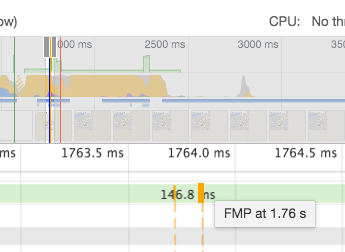 ow) CPU: No thr
000 ms 2500 ms 3000 ms 350
ms 1763.5 ms 1764.0 ms 1764.5 ms
146.8 ms
FMP at 1.76 s